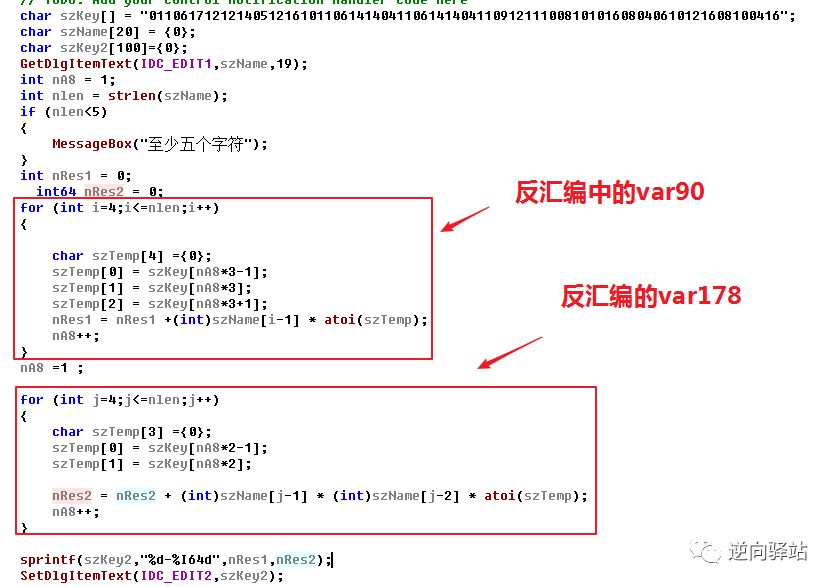 // TODO: Add your control notification handler code here
char szKey[] = "01106171212140512161011061414041106141404110912111008101016080406101216081​00416";
char szName[20] = {0};
char szKey2[100]={0};
GetDlgItemText(IDC_EDIT1,szName,19);
int nA8 = 1;
int nlen = strlen(szName);
if (nlen<5)
{
MessageBox("至少五个字符");
}
int nRes1 = 0;
int64 nRes2 = 0;
for (int i=4;i<=nlen;i++)
反汇编中的var90
{
char szTemp[4] ={0};
szTemp[0] = szKey[nA8*3-1];
szTemp[1] = szKey[nA8*3];
反汇编的var178
szTemp[2] = szKey[nA8*3+1];
nRes1 = nRes1 +(int)szName[i-1] * atoi(szTemp);
nA8++;
}
nA8 =1 ;
for (int j=4;j<=nlen;j++)
{
char szTemp[3] ={0};
szTemp[0] = szKey[nA8*2-1];
szTemp[1] = szKey[nA8*2];
nRes2 = nRes2 + (int)szName[j-1] * (int)szName[j-2] * atoi(szTemp);
nA8++;
}
sprintf(szKey2,"%d-%I64d",nRes1,nRes2);
SetDlgItemText(IDC_EDIT2,szKey2);
逆向驿站